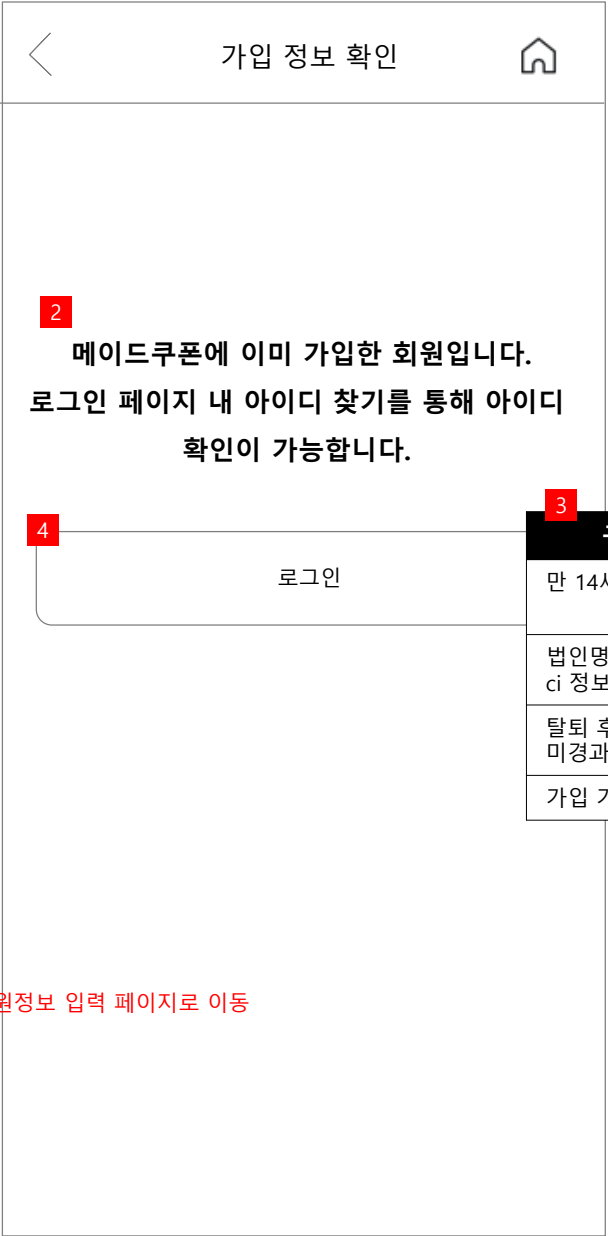 가입 정보 확인
2
메이드쿠폰에 이미 가입한 회원입니다.
로그인 페이지 내 아이디 찾기를 통해 아이디
확인이 가능합니다.
3
4
로그인
만 14
법인명
ci 정보
탈퇴 후
미경과
가입
원정보 입력 페이지로 이동